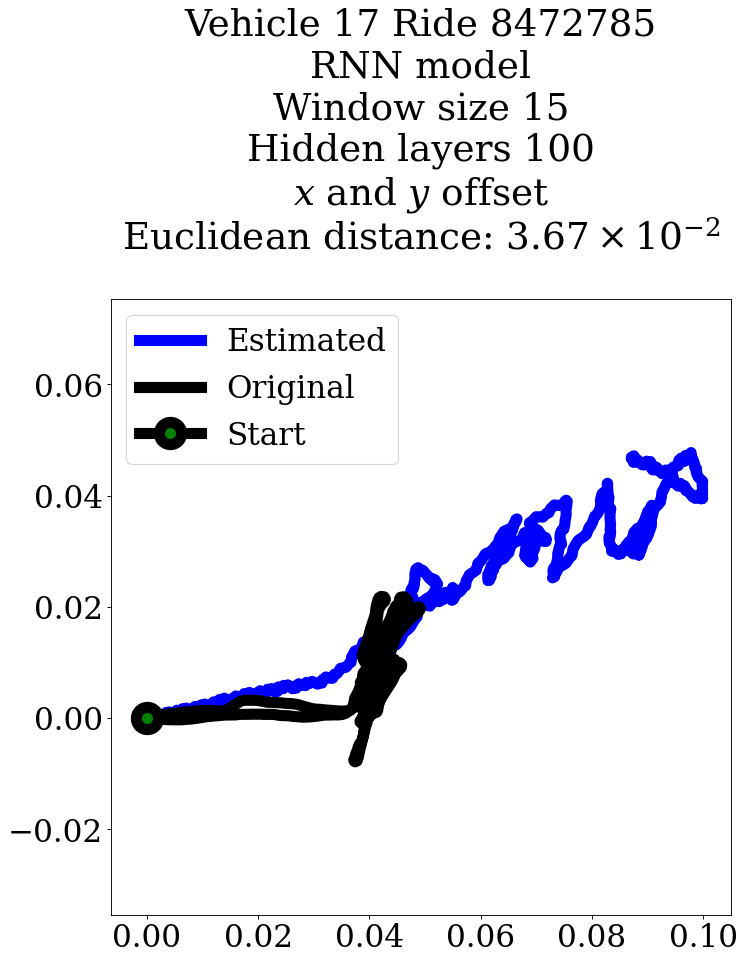 Vehicle 17 Ride 8472785
RNN model
Window size 15
Hidden layers 100
x and y offset
Euclidean distance: 3.67 × 10⁻²
Estimated
Original
Start
0.06
0.04
0.02
0.00
−0.02
0.00 0.02 0.04 0.06 0.08 0.10